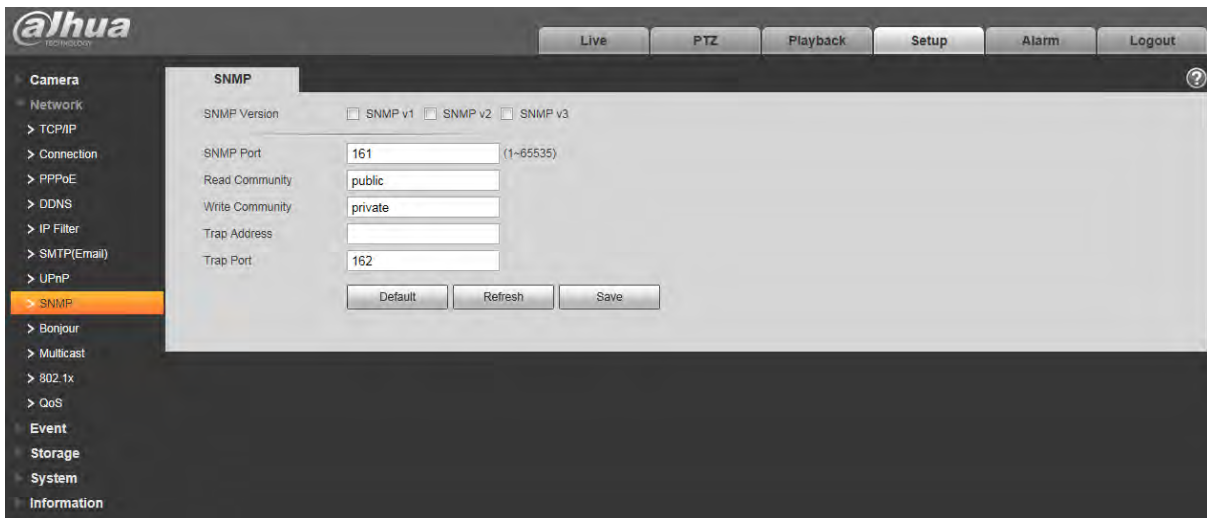 alhua
TECHNOLOGY
Live PTZ Playback Setup Alarm Logout
Camera
Network
> TCP/IP
> Connection
> PPPoE
> DDNS
> IP Filter
> SMTP(Email)
> UPnP
> SNMP
> Bonjour
> Multicast
> 802.1x
> QoS
Event
Storage
System
Information
SNMP ?
SNMP Version SNMP v1 SNMP v2 SNMP v3
SNMP Port 161 (1~65535)
Read Community public
Write Community private
Trap Address
Trap Port 162
Default Refresh Save